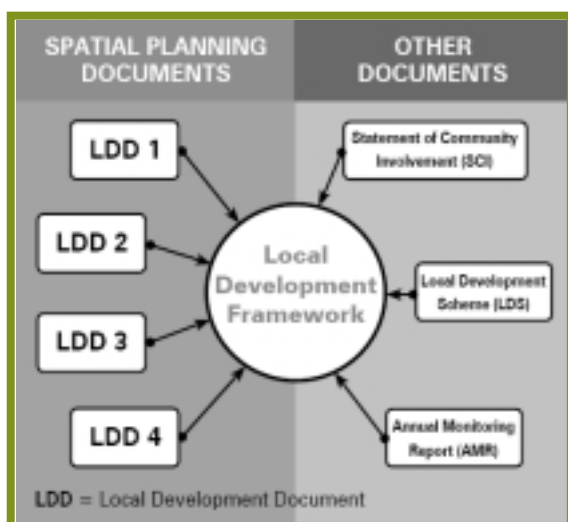 SPATIAL PLANNING
DOCUMENTS
OTHER
DOCUMENTS
LDD 1
LDD 2
LDD 3
LDD 4
Local
Development
Framework
Statement of Community
Involvement (SCI)
Local Development
Scheme (LDS)
Annual Monitoring
Report (AMR)
LDD = Local Development Document